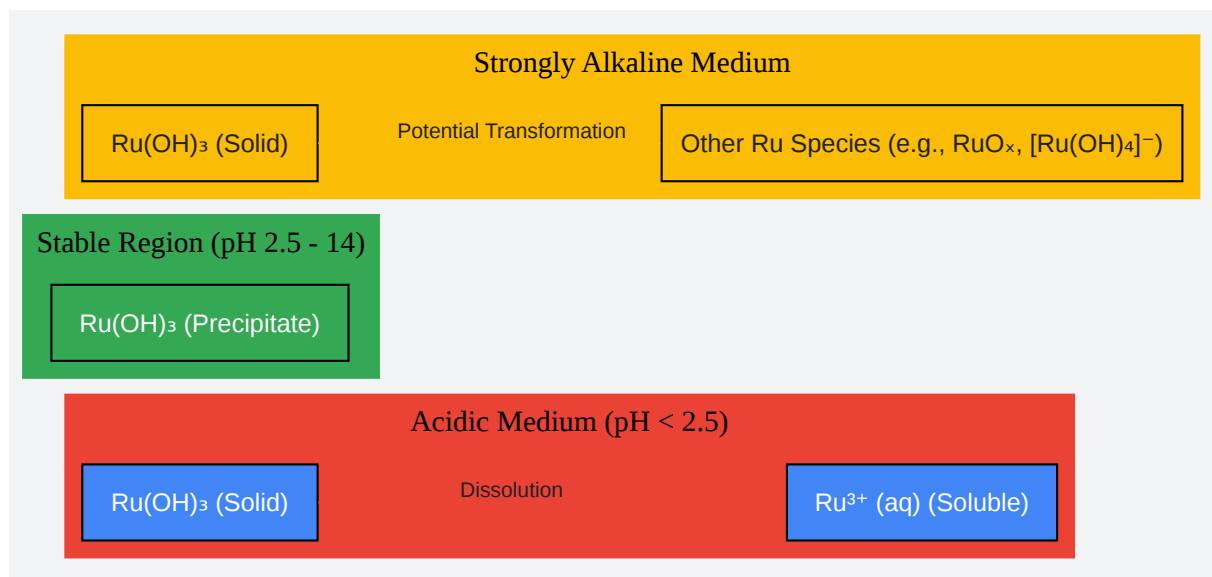 Strongly Alkaline Medium
Ru(OH)₃ (Solid)
Potential Transformation
Other Ru Species (e.g., RuOₓ, [Ru(OH)₄]⁻)
Stable Region (pH 2.5 - 14)
Ru(OH)₃ (Precipitate)
Acidic Medium (pH < 2.5)
Ru(OH)₃ (Solid)
Dissolution
Ru³⁺ (aq) (Soluble)